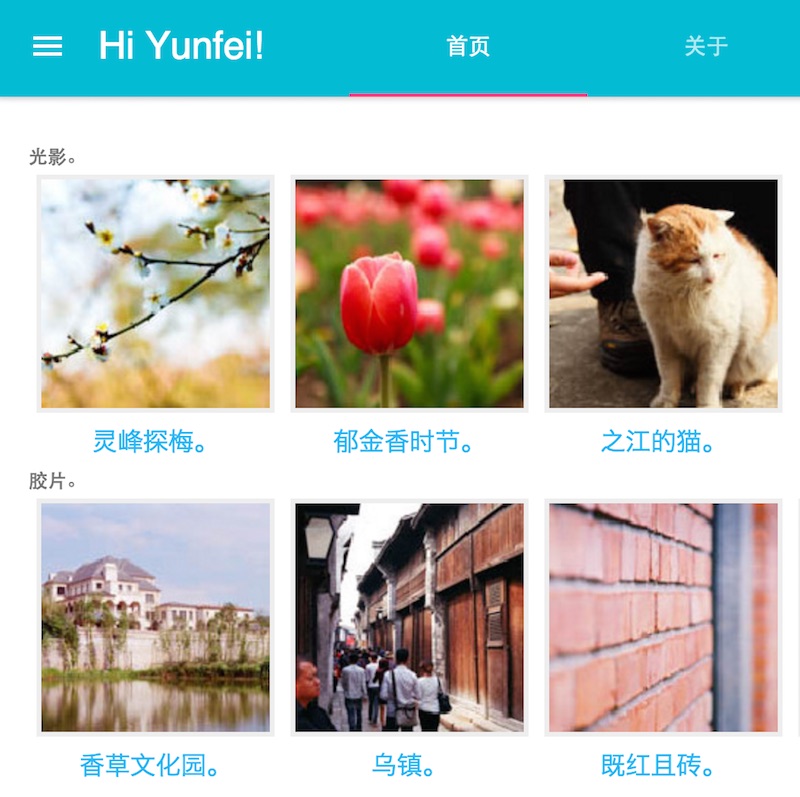 Hi Yunfei!
首页
关于
光影。
灵峰探梅。
郁金香时节。
之江的猫。
胶片。
香草文化园。
乌镇。
既红且砖。